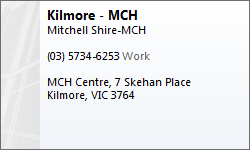 Kilmore - MCH
Mitchell Shire-MCH
(03) 5734-6253 Work
MCH Centre, 7 Skehan Place
Kilmore, VIC 3764